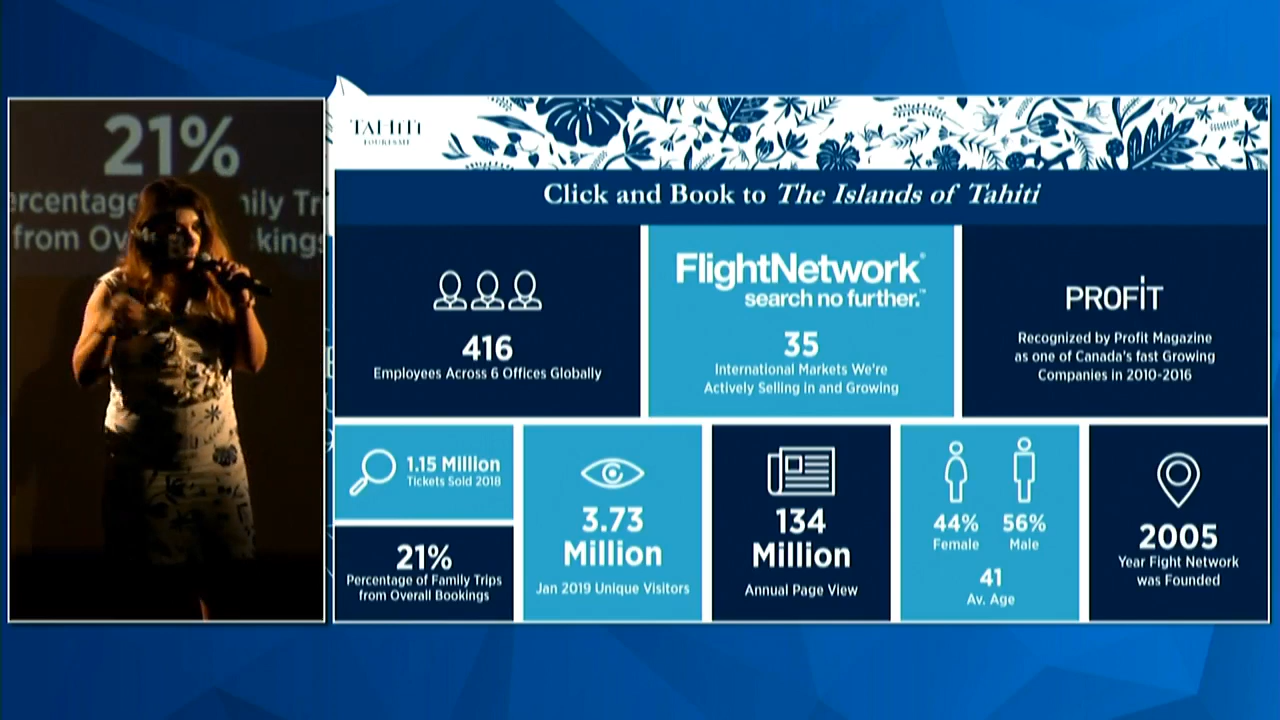 21%
ily Tr
from Ov
kings
TAHITI
TOURISME
Click and Book to The Islands of Tahiti
416
Employees Across 6 Offices Globally
FlightNetwork®
search no further.™
35
International Markets We're
Actively Selling in and Growing
PROFIT
Recognized by Profit Magazine
as one of Canada's fast Growing
Companies in 2010-2016
1.15 Million
Tickets Sold 2018
21%
Percentage of Family Trips
from Overall Bookings
3.73
Million
Jan 2019 Unique Visitors
134
Million
Annual Page View
44% 56%
Female Male
41
Av. Age
2005
Year Fight Network
was Founded